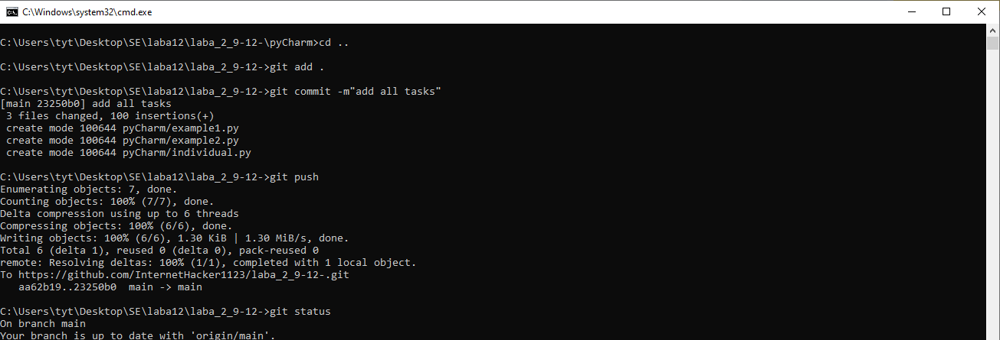 C:\Windows\system32\cmd.exe
C:\Users\tyt\Desktop\SE\laba12\laba_2_9-12-\pyCharm>cd ..
C:\Users\tyt\Desktop\SE\laba12\laba_2_9-12->git add .
C:\Users\tyt\Desktop\SE\laba12\laba_2_9-12->git commit -m"add all tasks"
[main 23250b0] add all tasks
 3 files changed, 100 insertions(+)
 create mode 100644 pyCharm/example1.py
 create mode 100644 pyCharm/example2.py
 create mode 100644 pyCharm/individual.py
C:\Users\tyt\Desktop\SE\laba12\laba_2_9-12->git push
Enumerating objects: 7, done.
Counting objects: 100% (7/7), done.
Delta compression using up to 6 threads
Compressing objects: 100% (6/6), done.
Writing objects: 100% (6/6), 1.30 KiB | 1.30 MiB/s, done.
Total 6 (delta 1), reused 0 (delta 0), pack-reused 0
remote: Resolving deltas: 100% (1/1), completed with 1 local object.
To https://github.com/InternetHacker1123/laba_2_9-12-.git
   aa62b19..23250b0  main -> main
C:\Users\tyt\Desktop\SE\laba12\laba_2_9-12->git status
On branch main
Your branch is up to date with 'origin/main'.